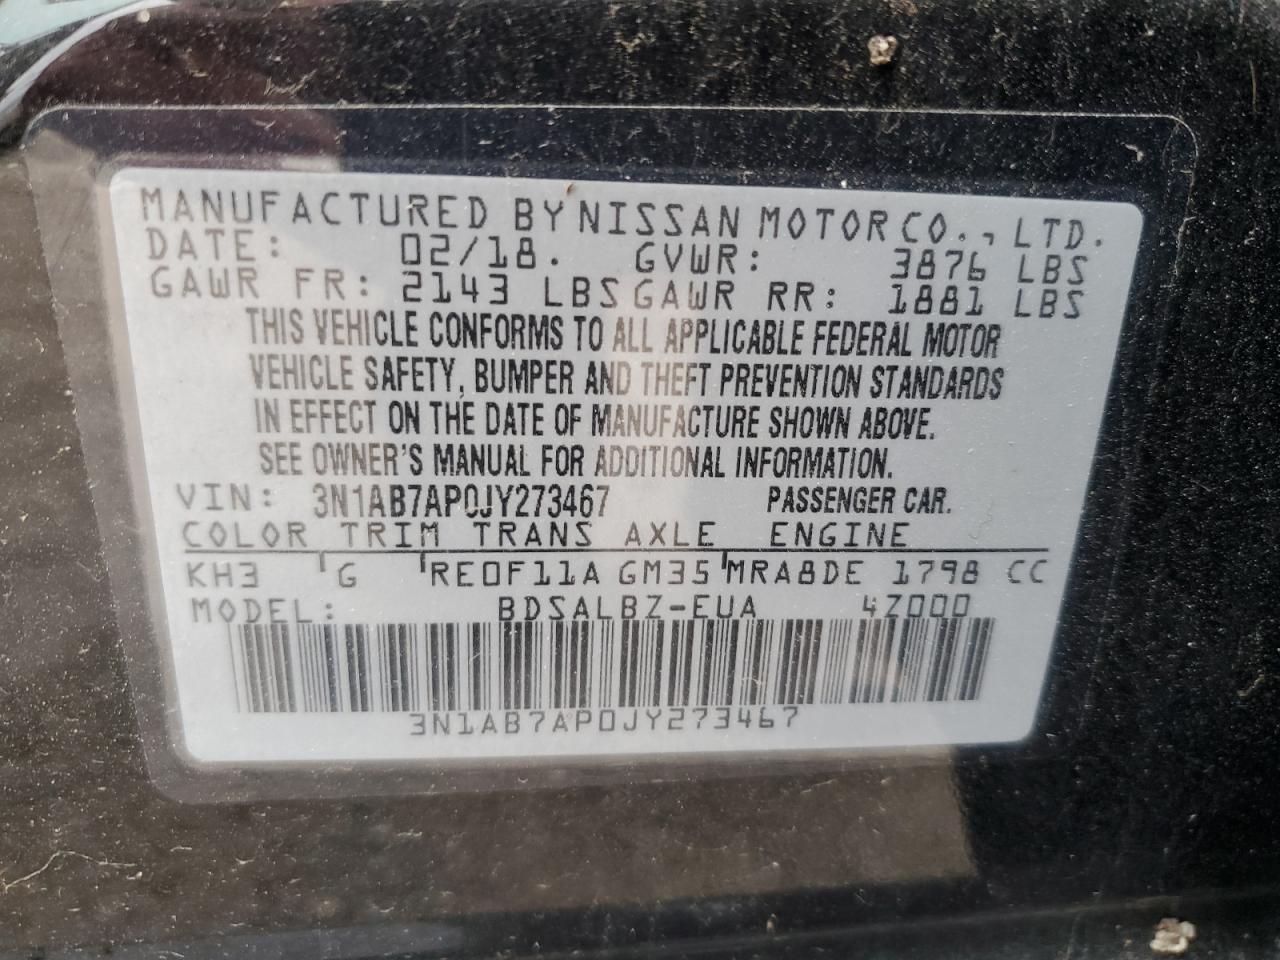 MANUFACTURED BY NISSAN MOTOR CO., LTD.
DATE: 02/18. GVWR: 3876 LBS
GAWR FR: 2143 LBS GAWR RR: 1881 LBS
THIS VEHICLE CONFORMS TO ALL APPLICABLE FEDERAL MOTOR
VEHICLE SAFETY, BUMPER AND THEFT PREVENTION STANDARDS
IN EFFECT ON THE DATE OF MANUFACTURE SHOWN ABOVE.
SEE OWNER'S MANUAL FOR ADDITIONAL INFORMATION.
VIN: 3N1AB7AP0JY273467 PASSENGER CAR.
COLOR TRIM TRANS AXLE ENGINE
KH3 G RE0F11A GM35 MRA8DE 1798 CC
MODEL: BDSALBZ-EUA 4Z000
3N1AB7AP0JY273467